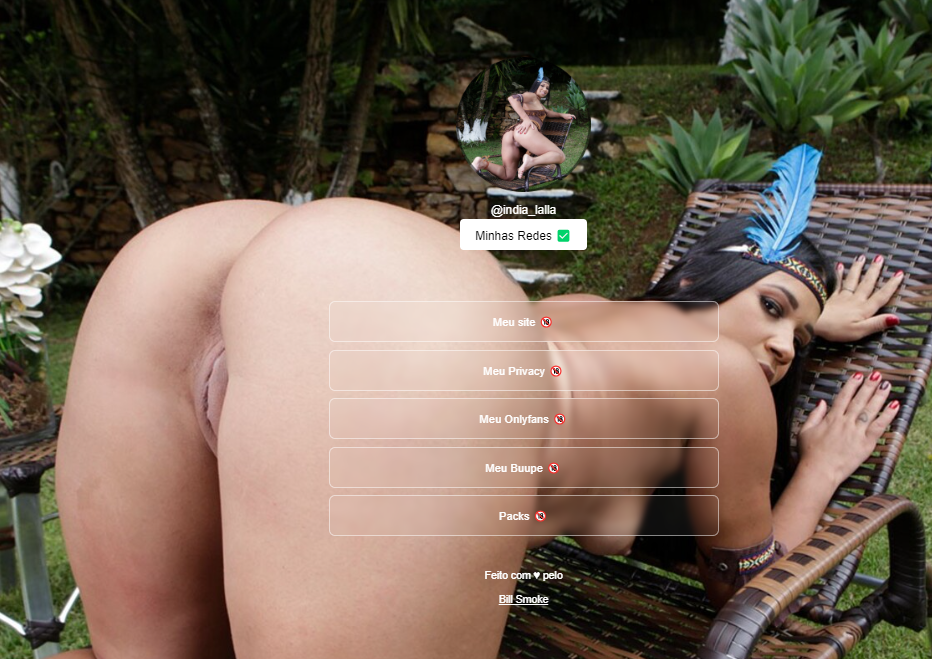 @india_lalla
Minhas Redes ✅
Meu site 🔞
Meu Privacy 🔞
Meu Onlyfans 🔞
Meu Buupe 🔞
Packs 🔞
Feito com ♥ pelo
Bill Smoke